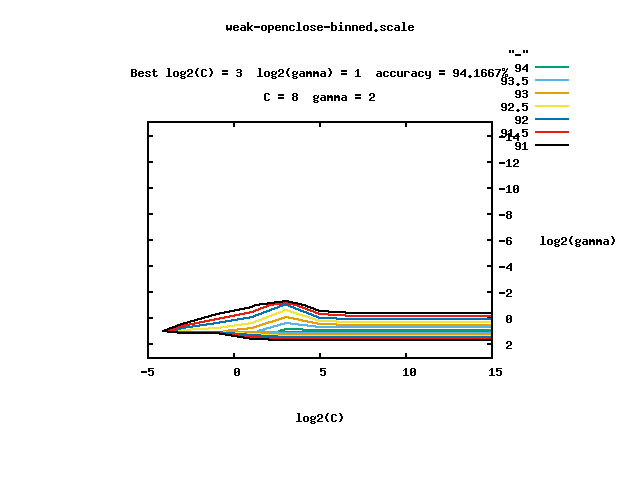 weak-openclose-binned.scale
"-"
Best log2(C) = 3  log2(gamma) = 1  accuracy = 94.1667%
94
93.5
C = 8  gamma = 2
93
92.5
92
91.5
-14
91
-12
-10
-8
-6
log2(gamma)
-4
-2
0
2
-5 0 5 10 15
log2(C)